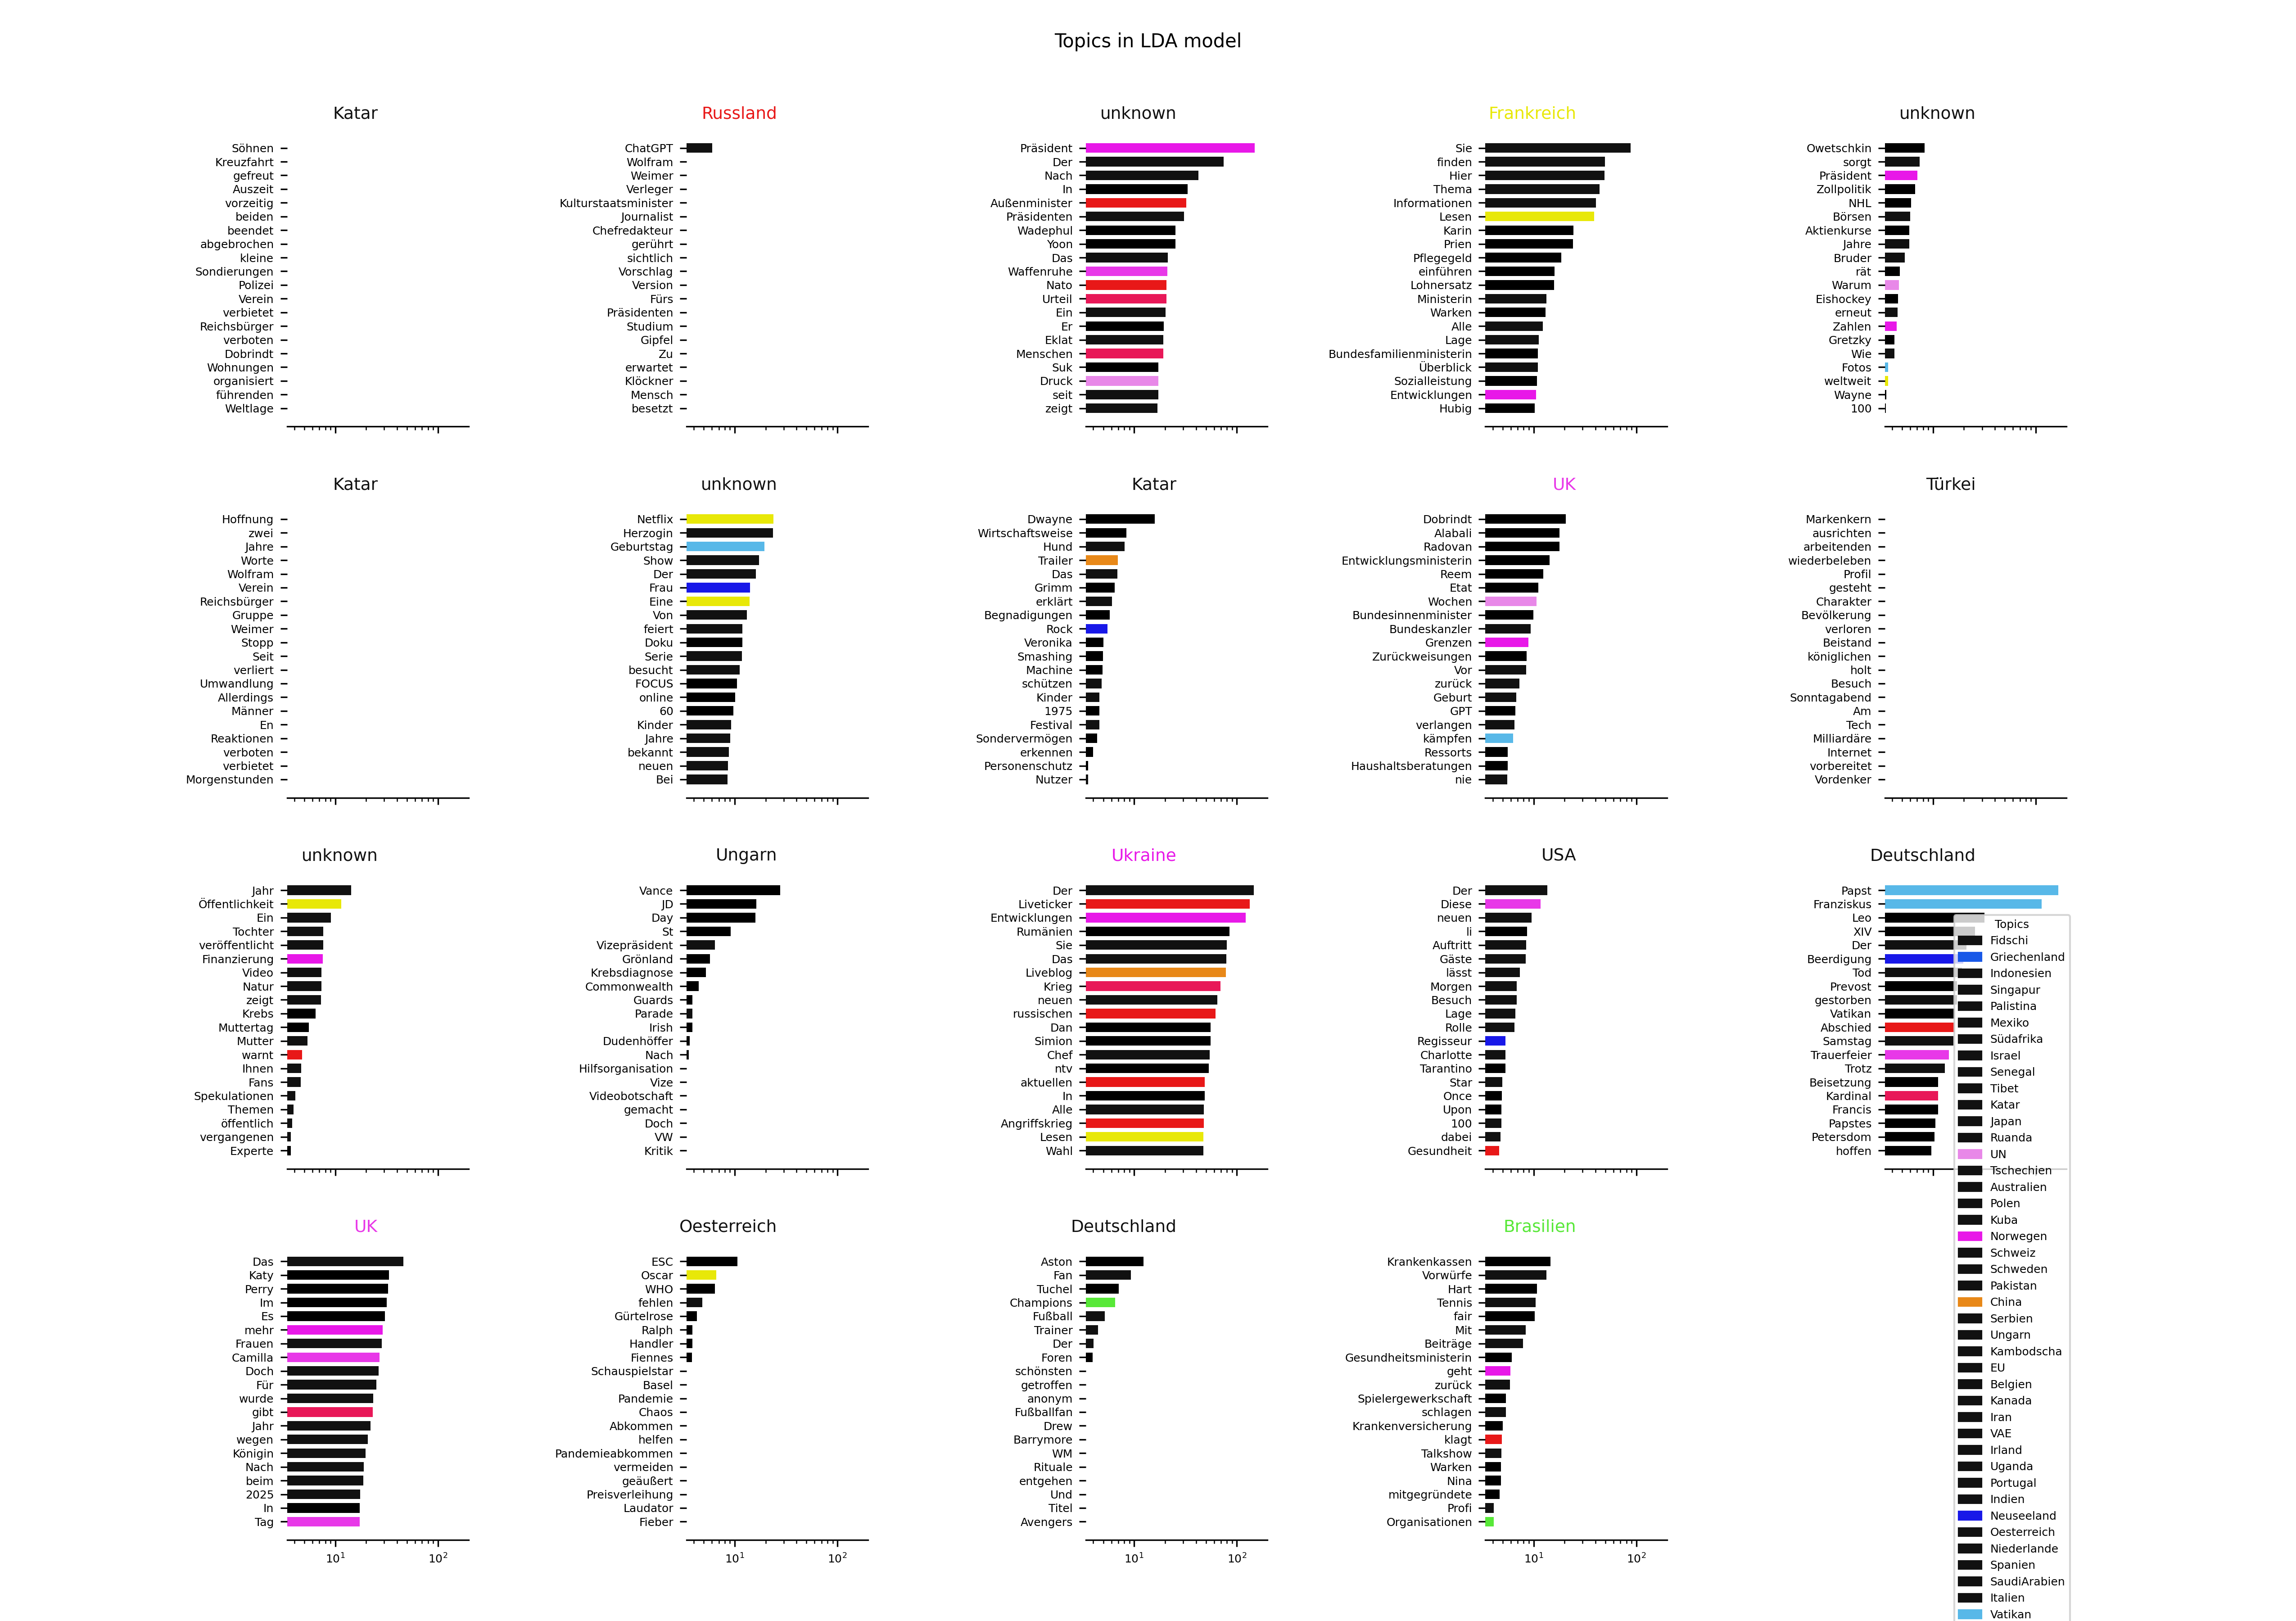 Topics in LDA model
Katar
Söhnen
Kreuzfahrt
gefreut
Auszeit
vorzeitig
beiden
beendet
abgebrochen
kleine
Sondierungen
Polizei
Verein
verbietet
Reichsbürger
verboten
Dobrindt
Wohnungen
organisiert
führenden
Weltlage
Russland
ChatGPT
Wolfram
Weimer
Verleger
Kulturstaatsminister
Journalist
Chefredakteur
gerührt
sichtlich
Vorschlag
Version
Fürs
Präsidenten
Studium
Gipfel
Zu
erwartet
Klöckner
Mensch
besetzt
unknown
Präsident
Der
Nach
In
Außenminister
Präsidenten
Wadephul
Yoon
Das
Waffenruhe
Nato
Urteil
Ein
Er
Eklat
Menschen
Suk
Druck
seit
zeigt
Frankreich
Sie
finden
Hier
Thema
Informationen
Lesen
Karin
Prien
Pflegegeld
einführen
Lohnersatz
Ministerin
Warken
Alle
Lage
Bundesfamilienministerin
Überblick
Sozialleistung
Entwicklungen
Hubig
unknown
Owetschkin
sorgt
Präsident
Zollpolitik
NHL
Börsen
Aktienkurse
Jahre
Bruder
rät
Warum
Eishockey
erneut
Zahlen
Gretzky
Wie
Fotos
weltweit
Wayne
100
Katar
Hoffnung
zwei
Jahre
Worte
Wolfram
Verein
Reichsbürger
Gruppe
Weimer
Stopp
Seit
verliert
Umwandlung
Allerdings
Männer
En
Reaktionen
verboten
verbietet
Morgenstunden
unknown
Netflix
Herzogin
Geburtstag
Show
Der
Frau
Eine
Von
feiert
Doku
Serie
besucht
FOCUS
online
60
Kinder
Jahre
bekannt
neuen
Bei
Katar
Dwayne
Wirtschaftsweise
Hund
Trailer
Das
Grimm
erklärt
Begnadigungen
Rock
Veronika
Smashing
Machine
schützen
Kinder
1975
Festival
Sondervermögen
erkennen
Personenschutz
Nutzer
UK
Dobrindt
Alabali
Radovan
Entwicklungsministerin
Reem
Etat
Wochen
Bundesinnenminister
Bundeskanzler
Grenzen
Zurückweisungen
Vor
zurück
Geburt
GPT
verlangen
kämpfen
Ressorts
Haushaltsberatungen
nie
Türkei
Markenkern
ausrichten
arbeitenden
wiederbeleben
Profil
gesteht
Charakter
Bevölkerung
verloren
Beistand
königlichen
holt
Besuch
Sonntagabend
Am
Tech
Milliardäre
Internet
vorbereitet
Vordenker
unknown
Jahr
Öffentlichkeit
Ein
Tochter
veröffentlicht
Finanzierung
Video
Natur
zeigt
Krebs
Muttertag
Mutter
warnt
Ihnen
Fans
Spekulationen
Themen
öffentlich
vergangenen
Experte
Ungarn
Vance
JD
Day
St
Vizepräsident
Grönland
Krebsdiagnose
Commonwealth
Guards
Parade
Irish
Dudenhöffer
Nach
Hilfsorganisation
Vize
Videobotschaft
gemacht
Doch
VW
Kritik
Ukraine
Der
Liveticker
Entwicklungen
Rumänien
Sie
Das
Liveblog
Krieg
neuen
russischen
Dan
Simion
Chef
ntv
aktuellen
In
Alle
Angriffskrieg
Lesen
Wahl
USA
Der
Diese
neuen
li
Auftritt
Gäste
lässt
Morgen
Besuch
Lage
Rolle
Regisseur
Charlotte
Tarantino
Star
Once
Upon
100
dabei
Gesundheit
Deutschland
Papst
Franziskus
Leo
XIV
Der
Beerdigung
Tod
Prevost
gestorben
Vatikan
Abschied
Samstag
Trauerfeier
Trotz
Beisetzung
Kardinal
Francis
Papstes
Petersdom
hoffen
UK
Das
Katy
Perry
Im
Es
mehr
Frauen
Camilla
Doch
Für
wurde
gibt
Jahr
wegen
Königin
Nach
beim
2025
In
Tag
10¹ 10²
Oesterreich
ESC
Oscar
WHO
fehlen
Gürtelrose
Ralph
Handler
Fiennes
Schauspielstar
Basel
Pandemie
Chaos
Abkommen
helfen
Pandemieabkommen
vermeiden
geäußert
Preisverleihung
Laudator
Fieber
10¹ 10²
Deutschland
Aston
Fan
Tuchel
Champions
Fußball
Trainer
Der
Foren
schönsten
getroffen
anonym
Fußballfan
Drew
Barrymore
WM
Rituale
entgehen
Und
Titel
Avengers
10¹ 10²
Brasilien
Krankenkassen
Vorwürfe
Hart
Tennis
fair
Mit
Beiträge
Gesundheitsministerin
geht
zurück
Spielergewerkschaft
schlagen
Krankenversicherung
klagt
Talkshow
Warken
Nina
mitgegründete
Profi
Organisationen
10¹ 10²
Topics
Fidschi
Griechenland
Indonesien
Singapur
Palistina
Mexiko
Südafrika
Israel
Senegal
Tibet
Katar
Japan
Ruanda
UN
Tschechien
Australien
Polen
Kuba
Norwegen
Schweiz
Schweden
Pakistan
China
Serbien
Ungarn
Kambodscha
EU
Belgien
Kanada
Iran
VAE
Irland
Uganda
Portugal
Indien
Neuseeland
Oesterreich
Niederlande
Spanien
SaudiArabien
Italien
Vatikan